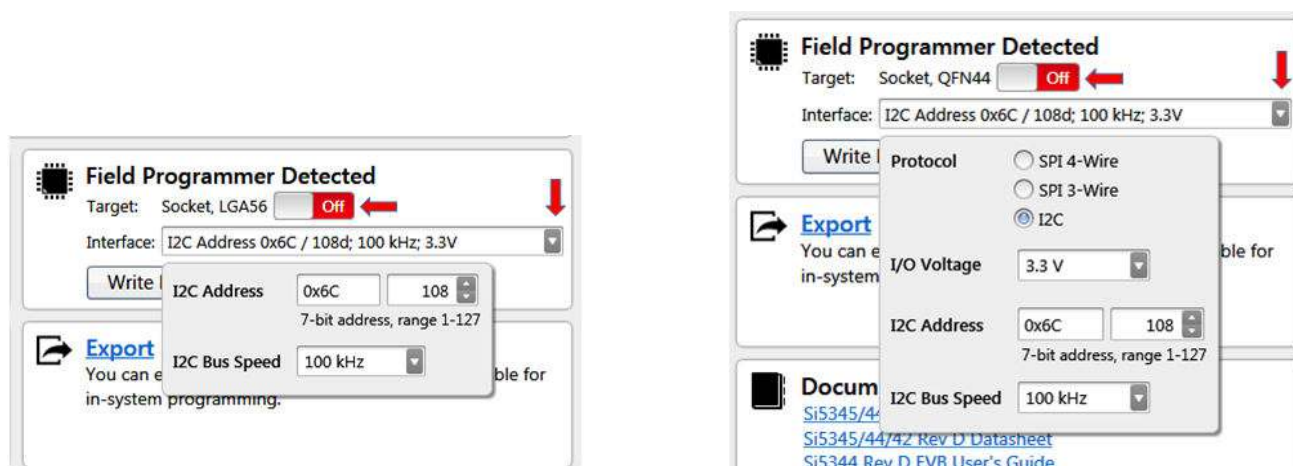 Field Programmer Detected
Target: Socket, LGA56 Off
Interface: I2C Address 0x6C / 108d; 100 kHz; 3.3V
Write
I2C Address 0x6C 108
7-bit address, range 1-127
I2C Bus Speed 100 kHz
Export
You can ble for
in-system programming.
Field Programmer Detected
Target: Socket, QFN44 Off
Interface: I2C Address 0x6C / 108d; 100 kHz; 3.3V
Write
Protocol SPI 4-Wire
SPI 3-Wire
I2C
I/O Voltage 3.3 V
I2C Address 0x6C 108
7-bit address, range 1-127
I2C Bus Speed 100 kHz
Export
You can e ble for
in-system
Docum
Si5345/44
Si5345/44/42 Rev D Datasheet
Si5344 Rev D EVB User's Guide